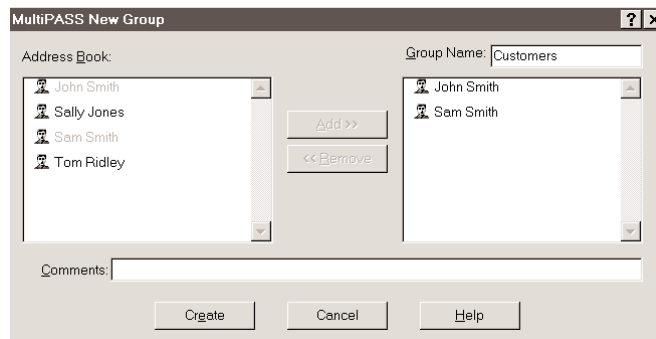 MultiPASS New Group
Address Book:
Group Name: Customers
John Smith
Sally Jones
Sam Smith
Tom Ridley
Add >>
<< Remove
John Smith
Sam Smith
Comments:
Create
Cancel
Help